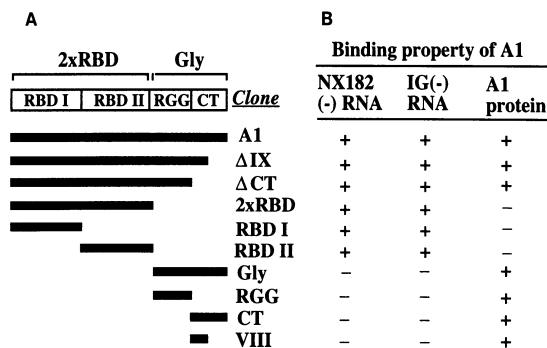 A
B
2xRBD Gly
RBD I RBD II RGG CT Clone
Binding property of A1
NX182 (-) RNA IG(-) RNA A1 protein
A1 + + +
ΔIX + + +
ΔCT + + +
2xRBD + + –
RBD I + + –
RBD II + + –
Gly – – +
RGG – – +
CT – – +
VIII – – +